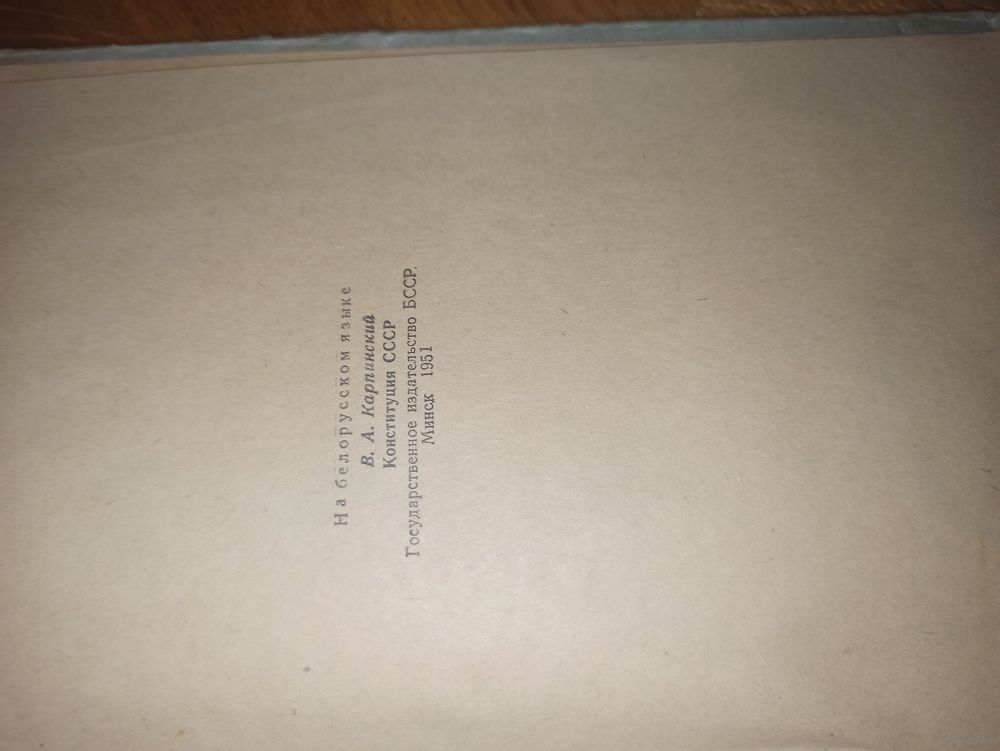 На белорусском языке
В. А. Карпинский
Конституция СССР
Государственное издательство БССР.
Минск 1951